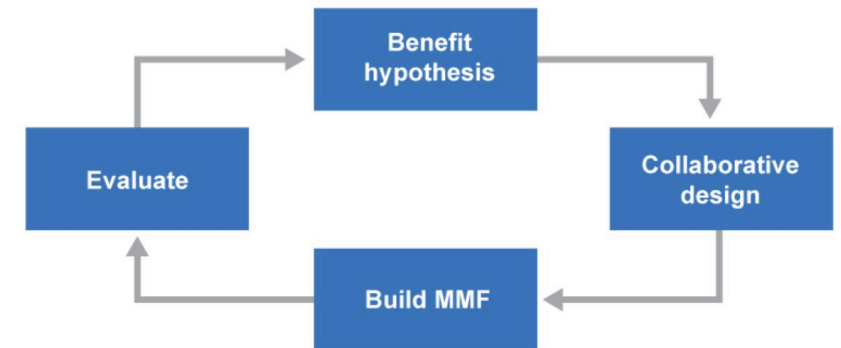 Benefit
hypothesis
Collaborative
design
Build MMF
Evaluate